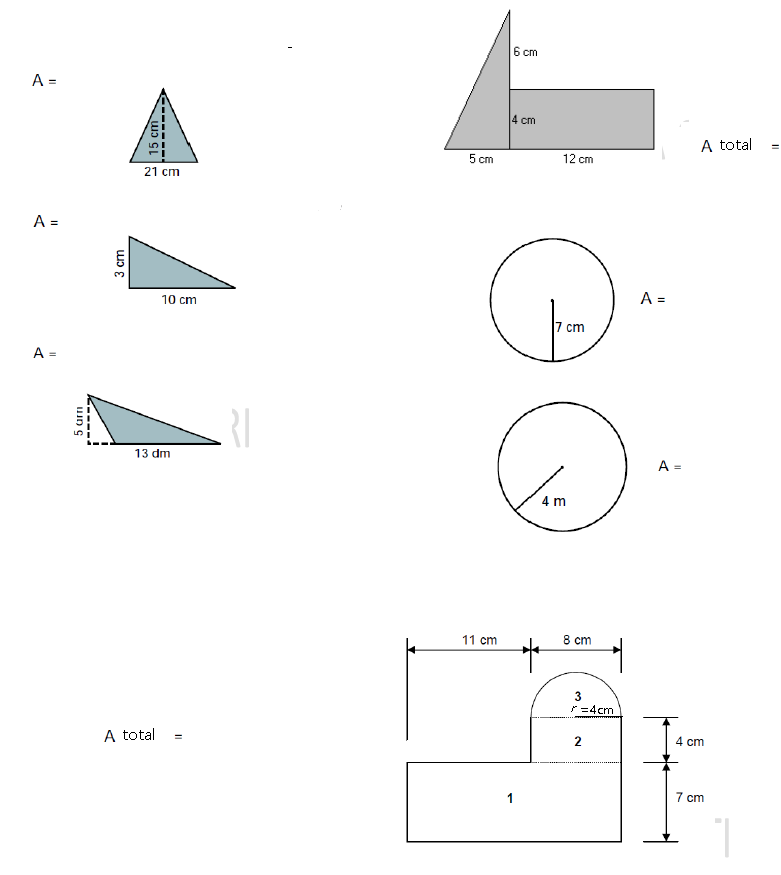 A =
15 cm
21 cm
A =
3 cm
10 cm
A =
5 dm
13 dm
6 cm
4 cm
5 cm
12 cm
A total =
7 cm
A =
4 m
A =
A total =
11 cm
8 cm
3
r =4cm
2
4 cm
1
7 cm